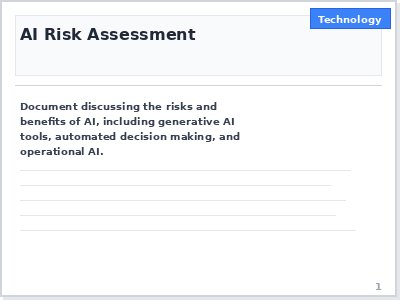 Technology
AI Risk Assessment
Document discussing the risks and
benefits of AI, including generative AI
tools, automated decision making, and
operational AI.
1